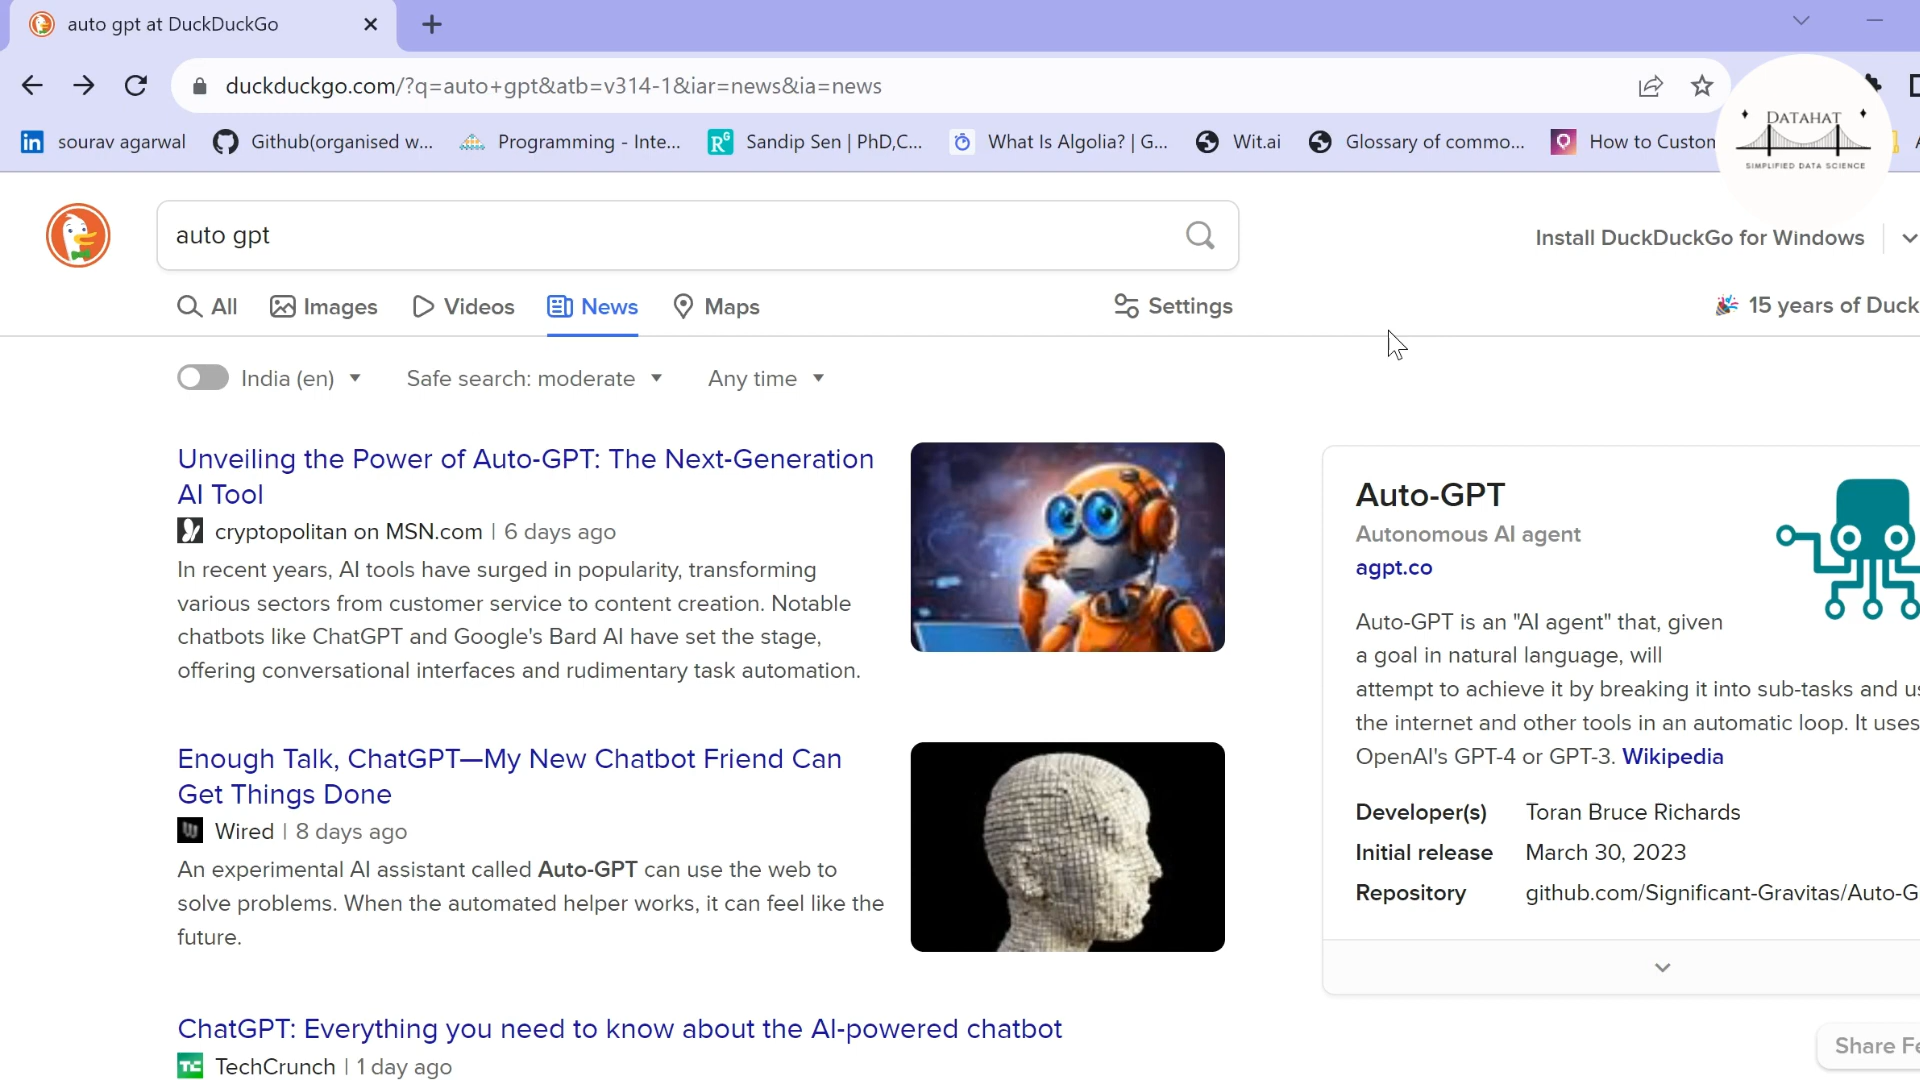 auto gpt at DuckDuckGo
duckduckgo.com/?q=auto+gpt&atb=v314-1&iar=news&ia=news
sourav agarwal
Github(organised w...
Programming - Inte...
Sandip Sen | PhD,C...
What Is Algolia? | G...
Wit.ai
Glossary of commo...
How to Custon
DATAHAT
SIMPLIFIED DATA SCIENCE
auto gpt
Install DuckDuckGo for Windows
All
Images
Videos
News
Maps
Settings
15 years of Duck
India (en)
Safe search: moderate
Any time
Unveiling the Power of Auto-GPT: The Next-Generation
AI Tool
cryptopolitan on MSN.com | 6 days ago
In recent years, AI tools have surged in popularity, transforming
various sectors from customer service to content creation. Notable
chatbots like ChatGPT and Google's Bard AI have set the stage,
offering conversational interfaces and rudimentary task automation.
Enough Talk, ChatGPT—My New Chatbot Friend Can
Get Things Done
Wired | 8 days ago
An experimental AI assistant called Auto-GPT can use the web to
solve problems. When the automated helper works, it can feel like the
future.
ChatGPT: Everything you need to know about the AI-powered chatbot
TechCrunch | 1 day ago
Auto-GPT
Autonomous AI agent
agpt.co
Auto-GPT is an "AI agent" that, given
a goal in natural language, will
attempt to achieve it by breaking it into sub-tasks and us
the internet and other tools in an automatic loop. It uses
OpenAI's GPT-4 or GPT-3. Wikipedia
Developer(s) Toran Bruce Richards
Initial release March 30, 2023
Repository github.com/Significant-Gravitas/Auto-G
Share Fe